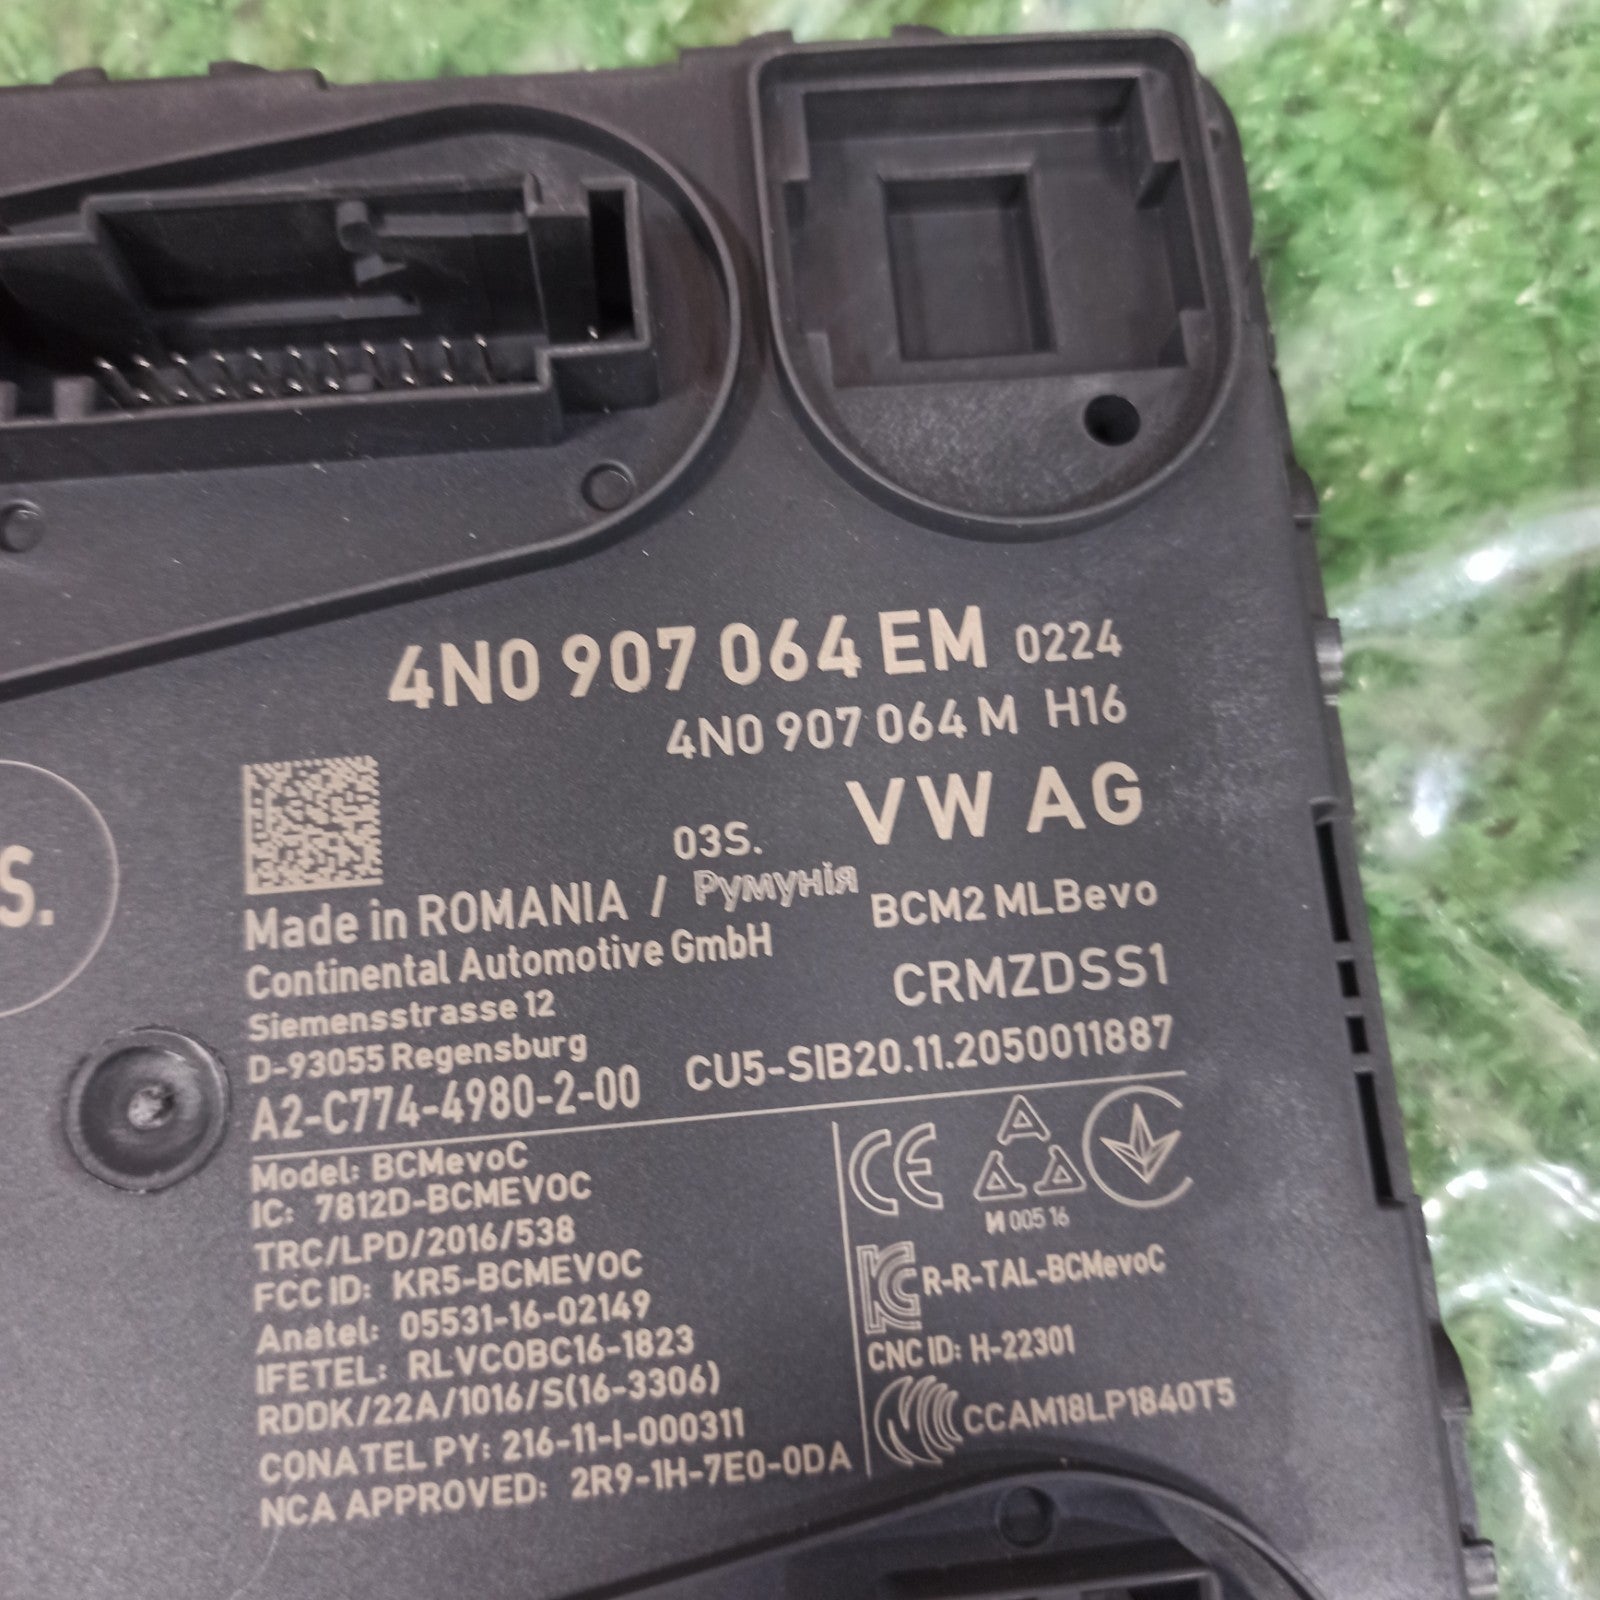 4N0 907 064 EM 0224
4N0 907 064 M H16
VW AG
03S.
S.
Made in ROMANIA / Румунія
BCM2 MLBevo
Continental Automotive GmbH
CRMZDSS1
Siemensstrasse 12
D-93055 Regensburg
CU5-SIB20.11.2050011887
A2-C774-4980-2-00
Model: BCMevoC
IC: 7812D-BCMEVOC
TRC/LPD/2016/538
FCC ID: KR5-BCMEVOC
Anatel: 05531-16-02149
IFETEL: RLVCOBC16-1823
RDDK/22A/1016/S(16-3306)
CONATEL PY: 216-11-I-000311
NCA APPROVED: 2R9-1H-7E0-0DA
CE
A
A A
И 005 16
R-R-TAL-BCMevoC
CNC ID: H-22301
CCAM18LP1840T5